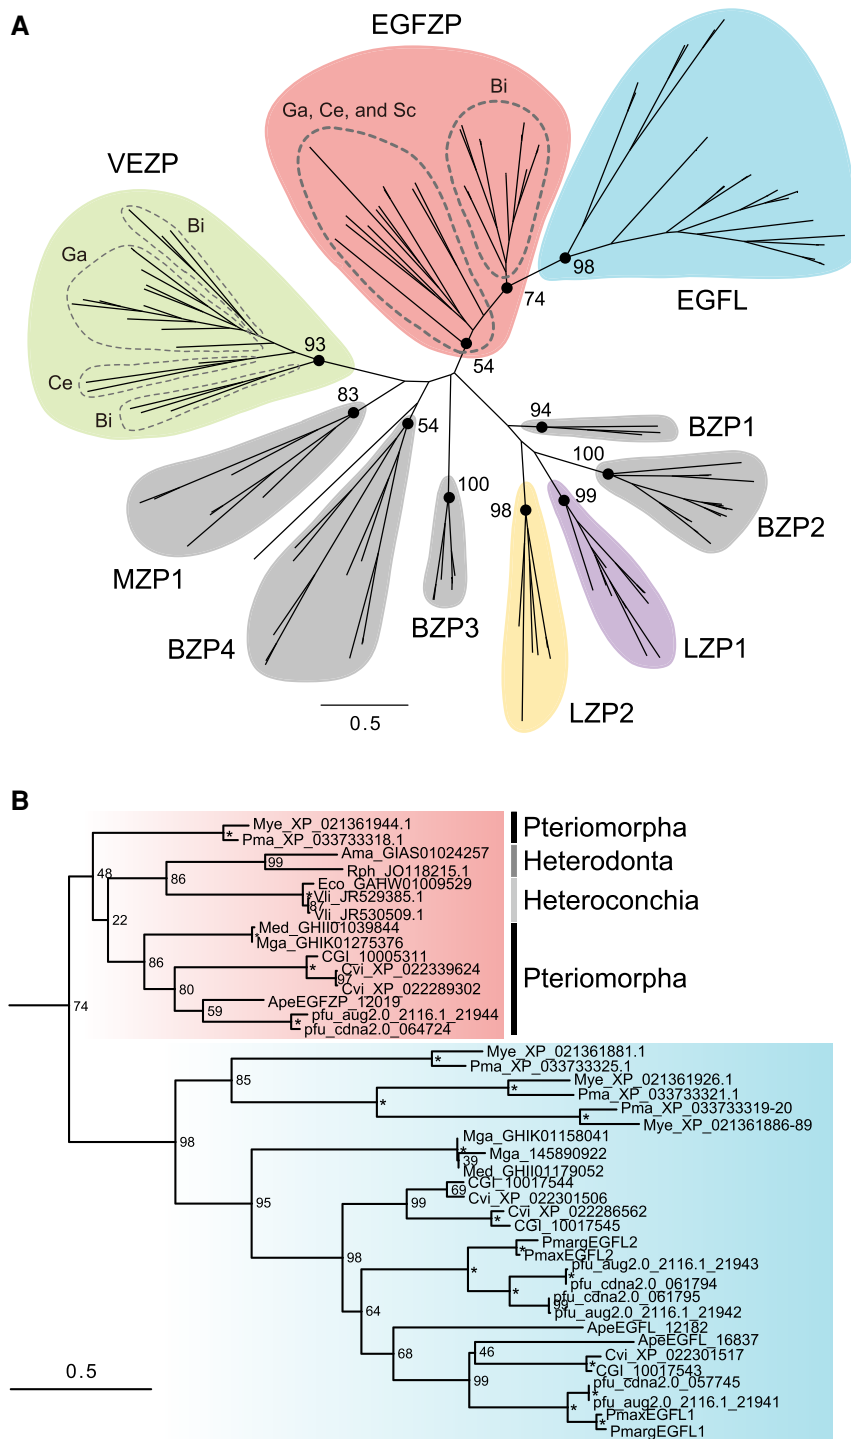 A
EGFZP
Bi
Ga, Ce, and Sc
VEZP
Bi
Ga
98
74
EGFL
93
54
Ce
Bi
83
54
94
BZP1
100
100
99
98
BZP2
MZP1
BZP3
BZP4
LZP1
LZP2
0.5
B
Mye_XP_021361944.1
*
Pma_XP_033733318.1
Pteriomorpha
Ama_GIAS01024257
99
Rph_JO118215.1
Heterodonta
48
86
Eco_GAHW01009529
*
Vli_JR529385.1
87
Vli_JR530509.1
Heteroconchia
22
Med_GHII01039844
*
Mga_GHIK01275376
86
CGI_10005311
*
Cvi_XP_022339624
97
Cvi_XP_022289302
Pteriomorpha
80
ApeEGFZP_12019
59
pfu_aug2.0_2116.1_21944
*
pfu_cdna2.0_064724
74
Mye_XP_021361881.1
*
Pma_XP_033733325.1
85
Mye_XP_021361926.1
*
Pma_XP_033733321.1
*
Pma_XP_033733319-20
*
Mye_XP_021361886-89
98
Mga_GHIK01158041
*
Mga_145890922
39
Med_GHII01179052
CGI_10017544
69
Cvi_XP_022301506
95
99
Cvi_XP_022286562
*
CGI_10017545
98
PmargEGFL2
*
PmaxEGFL2
*
pfu_aug2.0_2116.1_21943
*
pfu_cdna2.0_061794
*
pfu_cdna2.0_061795
99
pfu_aug2.0_2116.1_21942
64
ApeEGFL_12182
ApeEGFL_16837
68
46
Cvi_XP_022301517
*
CGI_10017543
99
pfu_cdna2.0_057745
*
pfu_aug2.0_2116.1_21941
*
PmaxEGFL1
*
PmargEGFL1
0.5